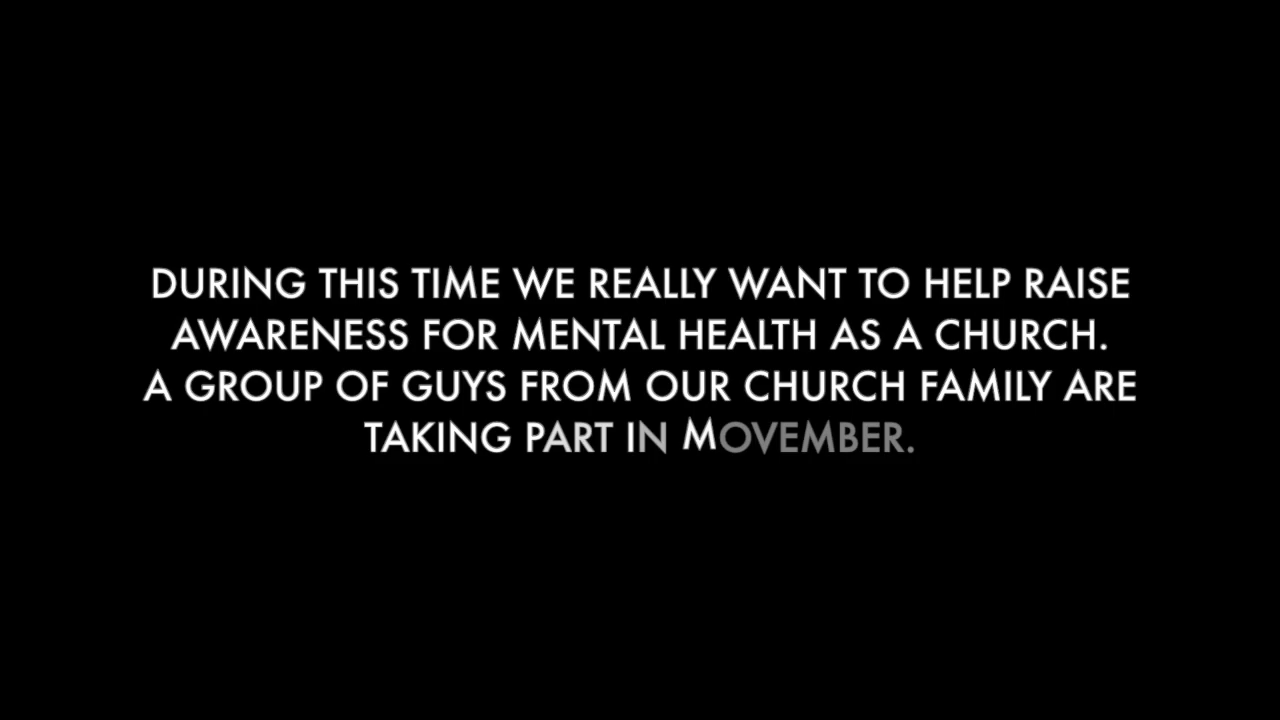 DURING THIS TIME WE REALLY WANT TO HELP RAISE
AWARENESS FOR MENTAL HEALTH AS A CHURCH.
A GROUP OF GUYS FROM OUR CHURCH FAMILY ARE
TAKING PART IN MOVEMBER.